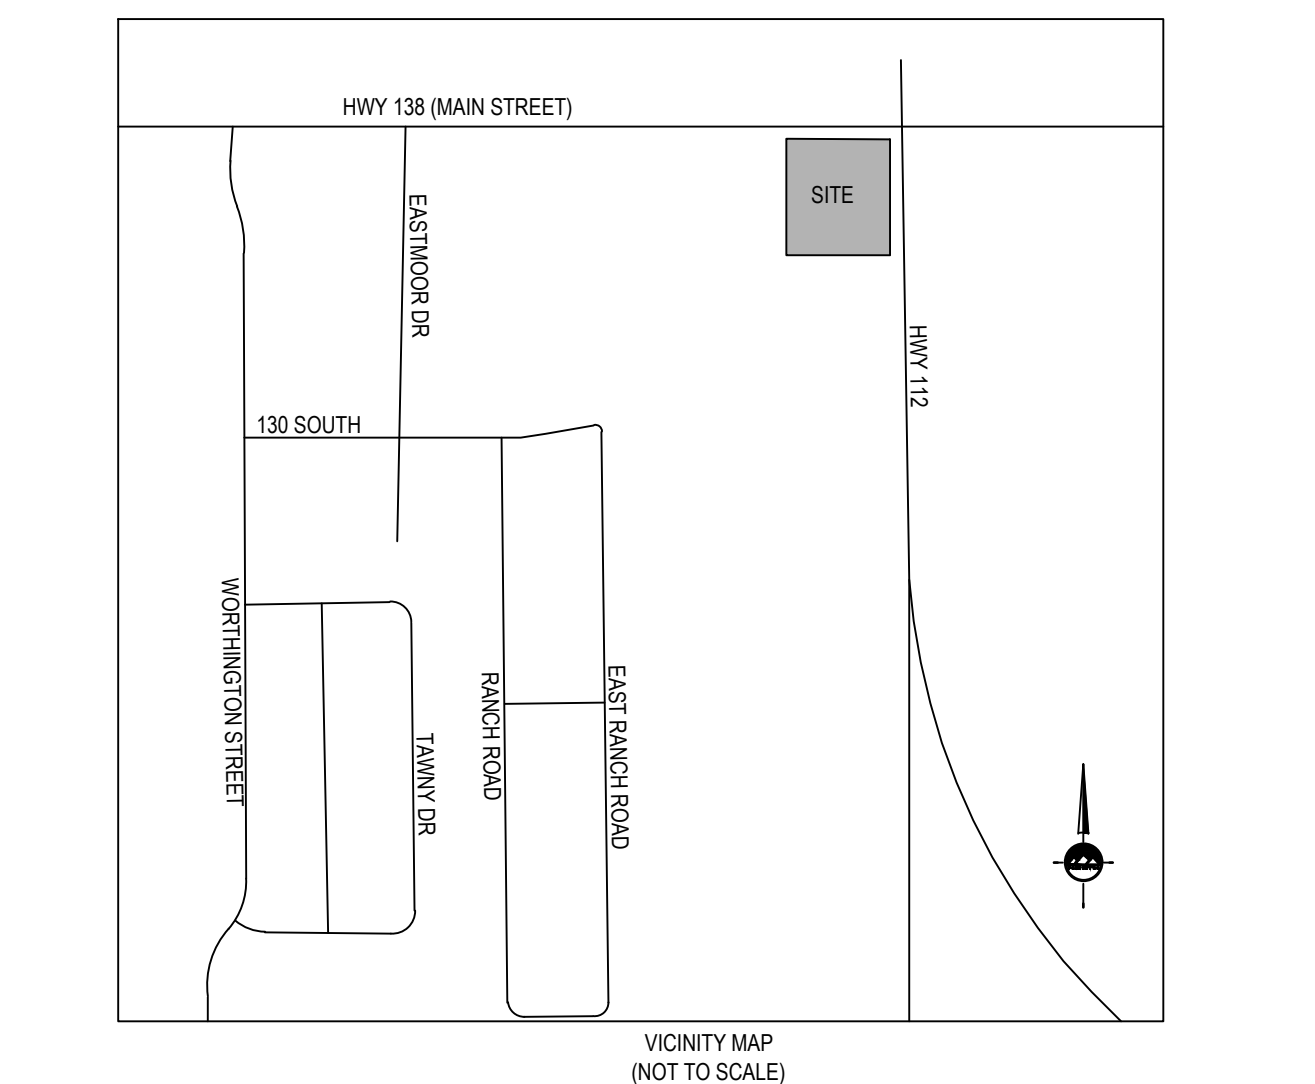 HWY 138 (MAIN STREET)
SITE
EASTMOOR DR
HWY 112
130 SOUTH
WORTHINGTON STREET
RANCH ROAD
EAST RANCH ROAD
TAWNY DR
VICINITY MAP
(NOT TO SCALE)